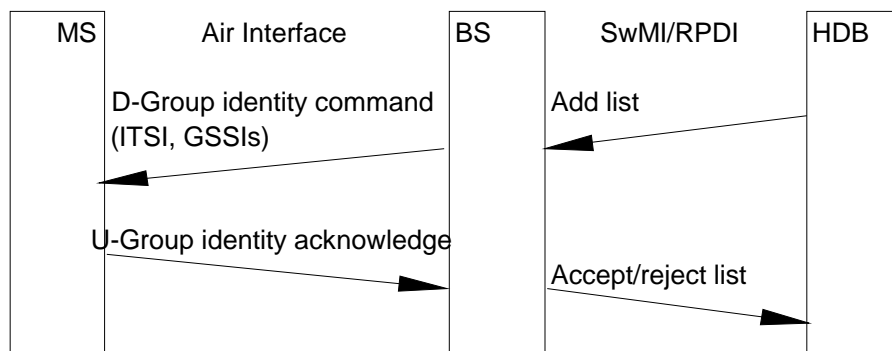 MS
Air Interface
BS
SwMI/RPDI
HDB
D-Group identity command
(ITSI, GSSIs)
Add list
U-Group identity acknowledge
Accept/reject list